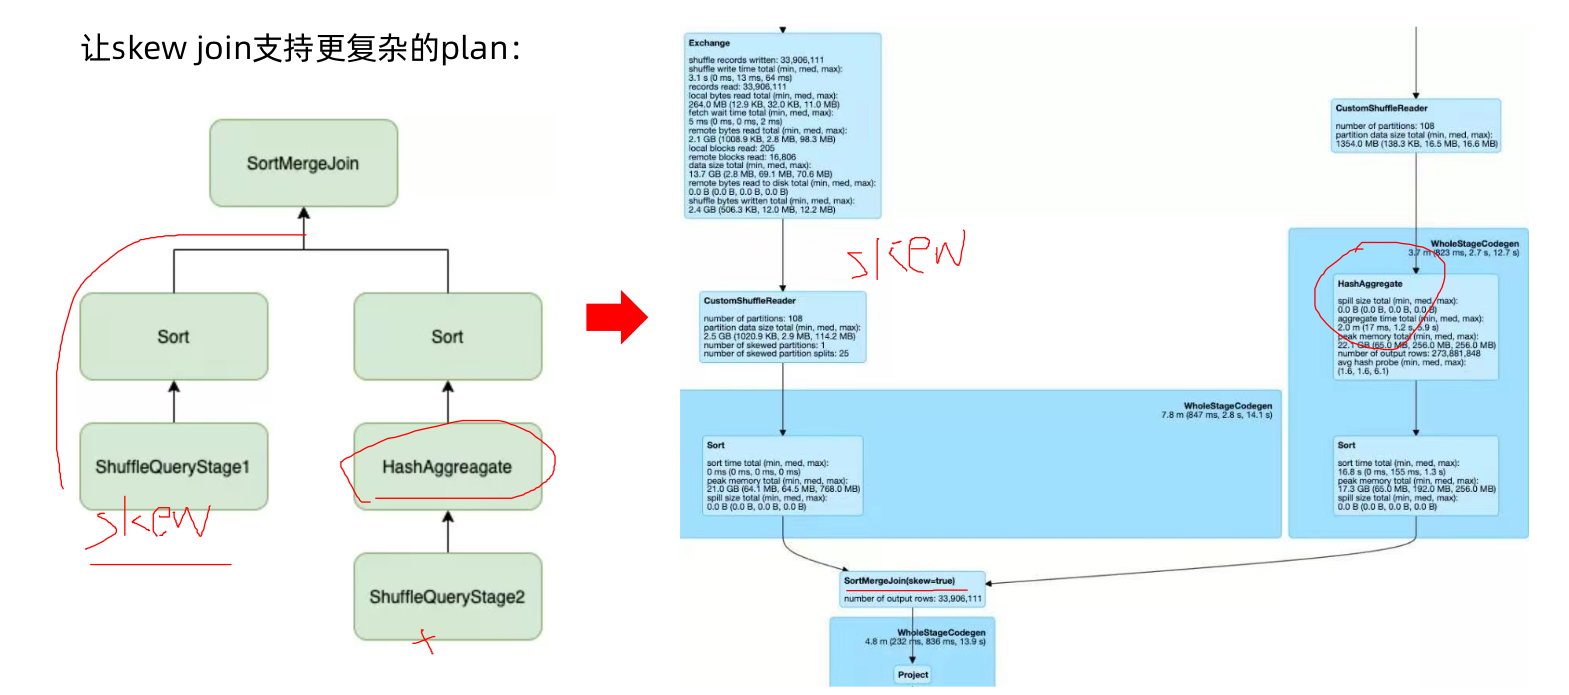 让skew join支持更复杂的plan：
SortMergeJoin
Sort
Sort
ShuffleQueryStage1
HashAggreagate
skew
ShuffleQueryStage2
Exchange
shuffle records written: 33,906,111
shuffle write time total (min, med, max):
3.1 s (0 ms, 13 ms, 64 ms)
records read: 33,906,111
local bytes read total (min, med, max):
264.0 MB (12.9 KB, 32.0 KB, 11.0 MB)
fetch wait time total (min, med, max):
5 ms (0 ms, 0 ms, 2 ms)
remote bytes read total (min, med, max):
2.1 GB (1008.9 KB, 2.8 MB, 98.3 MB)
local blocks read: 205
remote blocks read: 16,806
data size total (min, med, max):
13.7 GB (2.8 MB, 69.1 MB, 70.6 MB)
remote bytes read to disk total (min, med, max):
0.0 B (0.0 B, 0.0 B, 0.0 B)
shuffle bytes written total (min, med, max):
2.4 GB (506.3 KB, 12.0 MB, 12.2 MB)
skew
CustomShuffleReader
number of partitions: 108
partition data size total (min, med, max):
2.5 GB (1020.9 KB, 2.9 MB, 114.2 MB)
number of skewed partitions: 1
number of skewed partition splits: 25
WholeStageCodegen
7.8 m (847 ms, 2.8 s, 14.1 s)
Sort
sort time total (min, med, max):
0 ms (0 ms, 0 ms, 0 ms)
peak memory total (min, med, max):
21.0 GB (64.1 MB, 64.5 MB, 768.0 MB)
spill size total (min, med, max):
0.0 B (0.0 B, 0.0 B, 0.0 B)
CustomShuffleReader
number of partitions: 108
partition data size total (min, med, max):
1354.0 MB (138.3 KB, 16.5 MB, 16.6 MB)
WholeStageCodegen
3.7 m (823 ms, 2.7 s, 12.7 s)
HashAggregate
spill size total (min, med, max):
0.0 B (0.0 B, 0.0 B, 0.0 B)
aggregate time total (min, med, max):
2.0 m (17 ms, 1.2 s, 5.9 s)
peak memory total (min, med, max):
22.1 GB (65.0 MB, 256.0 MB, 256.0 MB)
number of output rows: 273,881,848
avg hash probe (min, med, max):
(1.6, 1.6, 6.1)
Sort
sort time total (min, med, max):
16.8 s (0 ms, 155 ms, 1.3 s)
peak memory total (min, med, max):
17.3 GB (65.0 MB, 192.0 MB, 256.0 MB)
spill size total (min, med, max):
0.0 B (0.0 B, 0.0 B, 0.0 B)
SortMergeJoin(skew=true)
number of output rows: 33,906,111
WholeStageCodegen
4.8 m (232 ms, 836 ms, 13.9 s)
Project